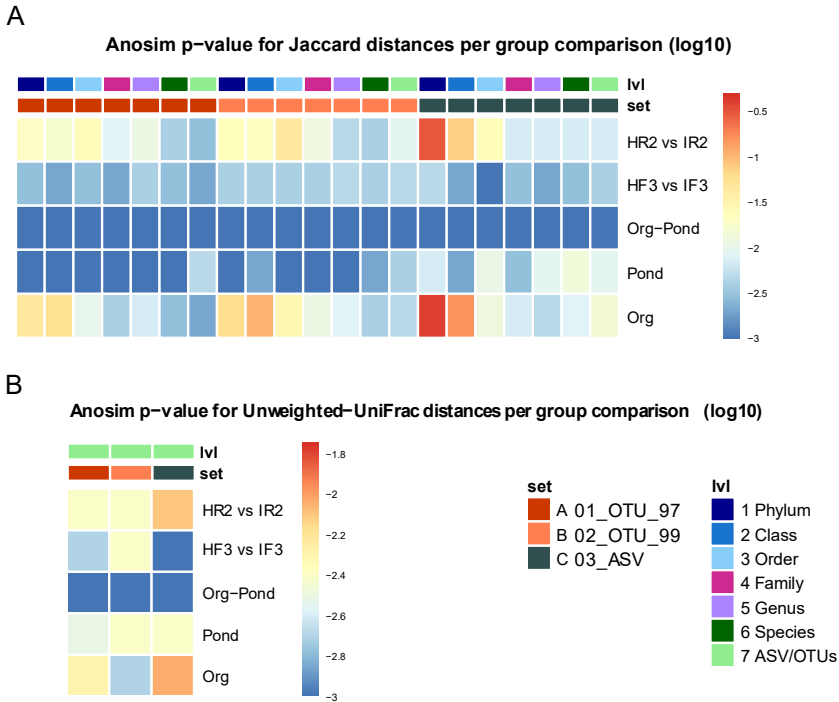 A
Anosim p−value for Jaccard distances per group comparison (log10)
lvl
set
HR2 vs IR2
HF3 vs IF3
Org−Pond
Pond
Org
−0.5
−1
−1.5
−2
−2.5
−3
B
Anosim p−value for Unweighted−UniFrac distances per group comparison (log10)
lvl
set
HR2 vs IR2
HF3 vs IF3
Org−Pond
Pond
Org
−1.8
−2
−2.2
−2.4
−2.6
−2.8
−3
set
A 01_OTU_97
B 02_OTU_99
C 03_ASV
lvl
1 Phylum
2 Class
3 Order
4 Family
5 Genus
6 Species
7 ASV/OTUs